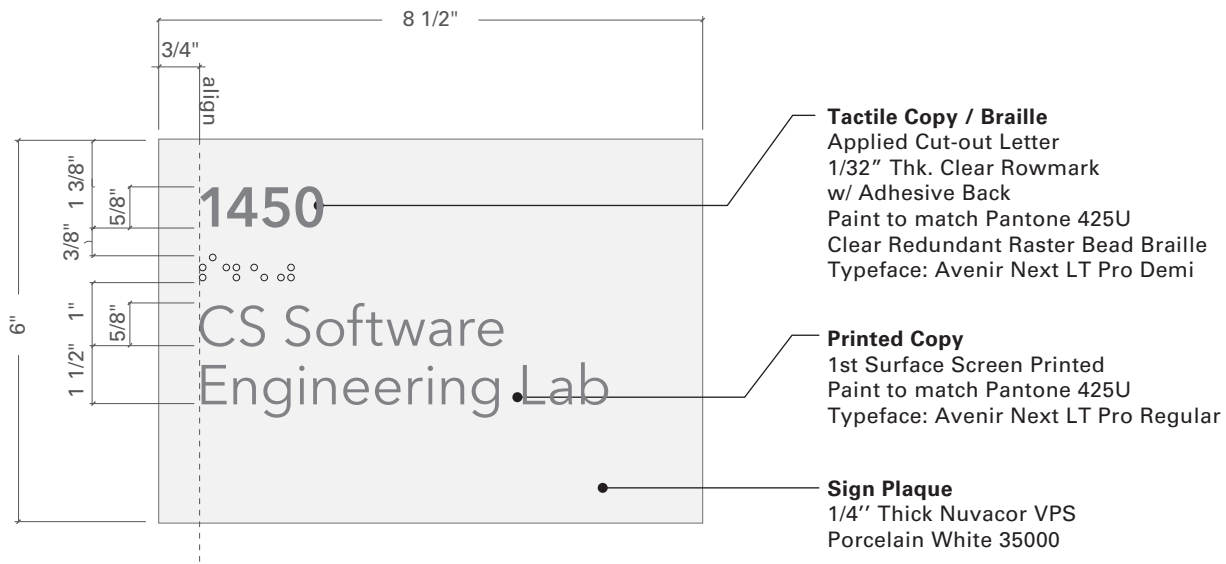 8 1/2"
3/4"
align
1 3/8"
5/8"
3/8"
6"
1"
5/8"
1 1/2"
1450
CS Software
Engineering Lab
Tactile Copy / Braille
Applied Cut-out Letter
1/32” Thk. Clear Rowmark
w/ Adhesive Back
Paint to match Pantone 425U
Clear Redundant Raster Bead Braille
Typeface: Avenir Next LT Pro Demi
Printed Copy
1st Surface Screen Printed
Paint to match Pantone 425U
Typeface: Avenir Next LT Pro Regular
Sign Plaque
1/4’’ Thick Nuvacor VPS
Porcelain White 35000